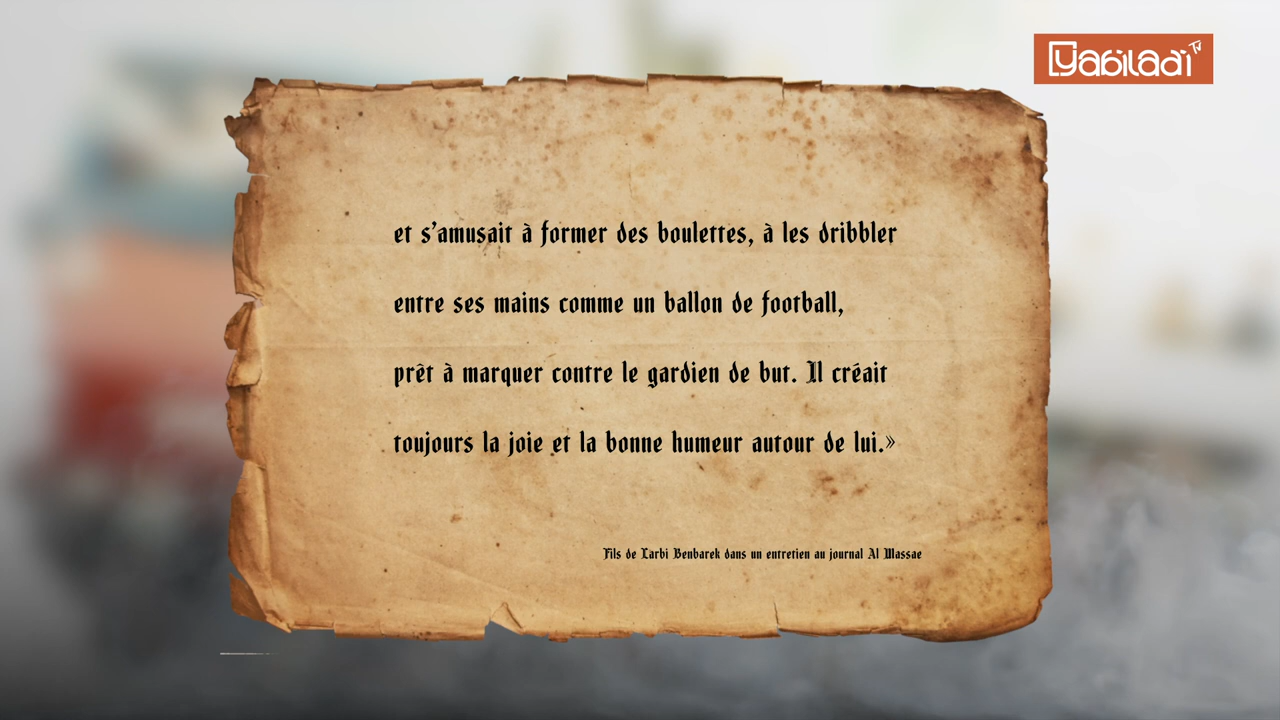 Yabiladi TV
et s'amusait à former des boulettes, à les dribbler
entre ses mains comme un ballon de football,
prêt à marquer contre le gardien de but. Il créait
toujours la joie et la bonne humeur autour de lui.»
Fils de Larbi Benbarek dans un entretien au journal Al Massae